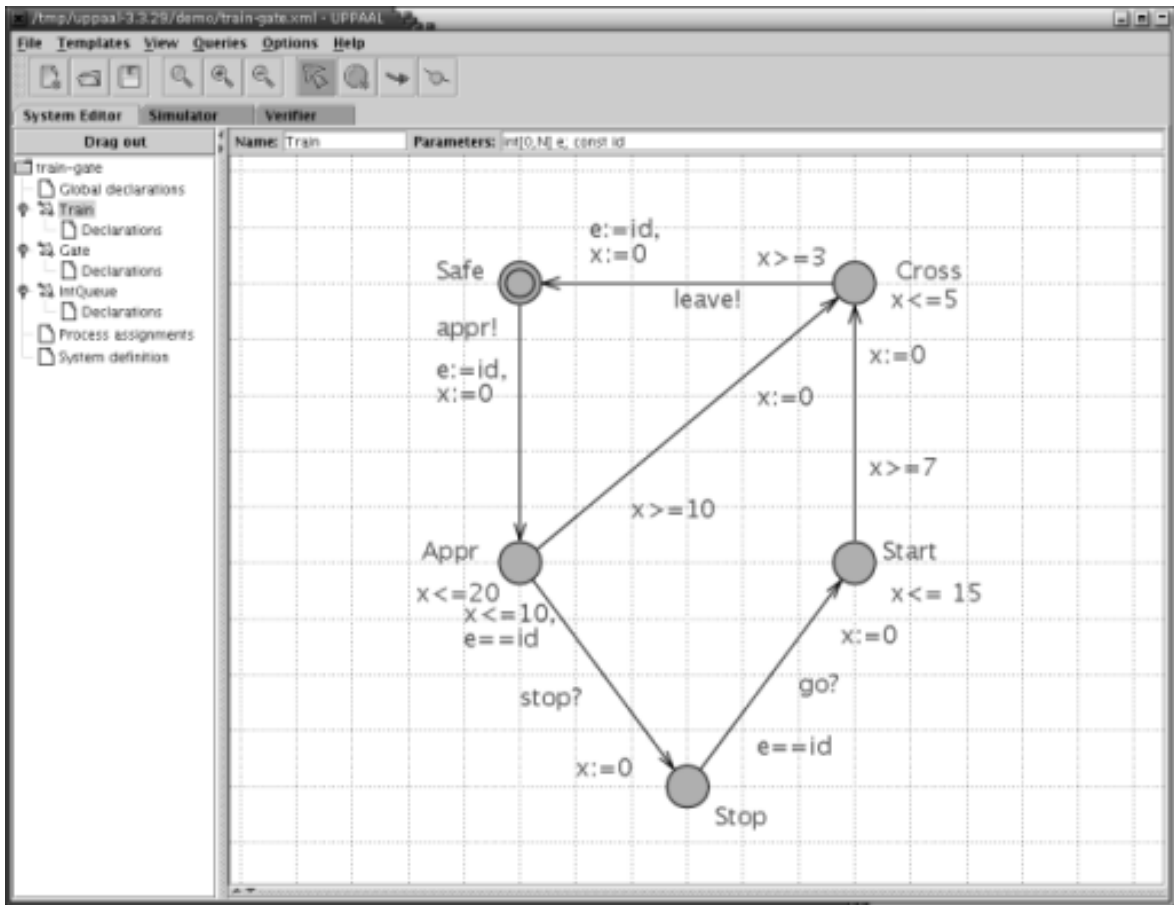 /tmp/uppaal-3.3.29/demo/train-gate.xml - UPPAAL
File Templates View Queries Options Help
System Editor Simulator Verifier
Drag out
Name: Train Parameters: int[0,N] e; const id
train-gate
Global declarations
Train
Declarations
Gate
Declarations
IntQueue
Declarations
Process assignments
System definition
e:=id,
x:=0
x>=3
Safe
Cross
x<=5
leave!
appr!
e:=id,
x:=0
x:=0
x:=0
x>=7
x>=10
Appr
x<=20
x<=10,
e==id
Start
x<= 15
x:=0
stop?
go?
e==id
x:=0
Stop